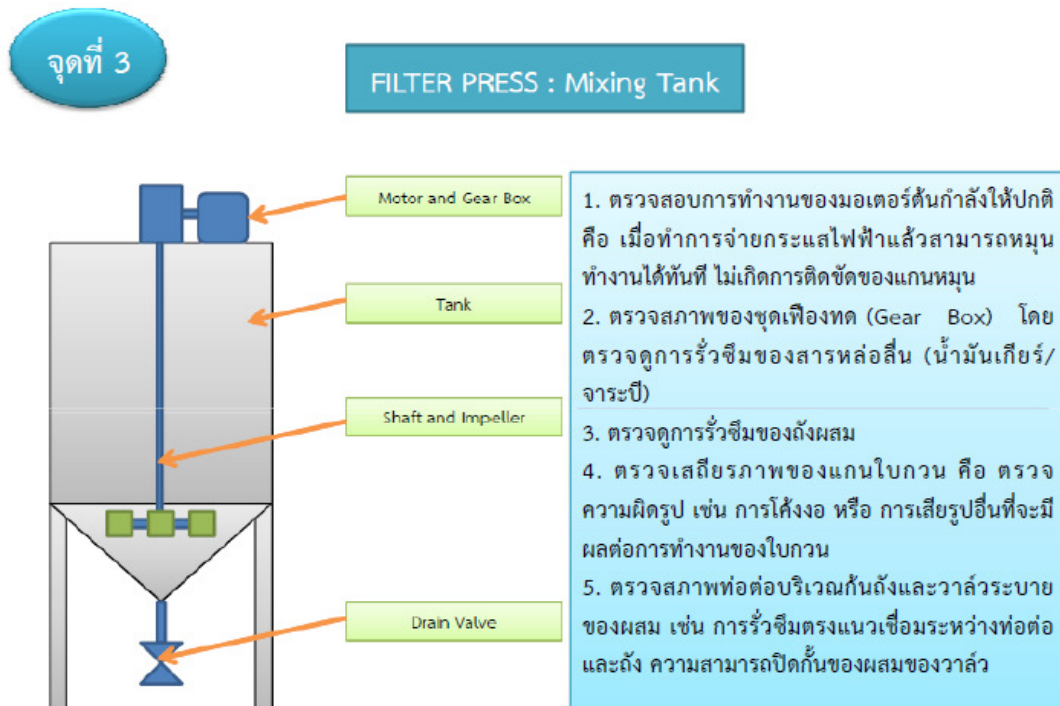 จุดที่ 3
FILTER PRESS : Mixing Tank
Motor and Gear Box
Tank
Shaft and Impeller
Drain Valve
1. ตรวจสอบการทำงานของมอเตอร์ต้นกำลังให้ปกติ
คือ เมื่อทำการจ่ายกระแสไฟฟ้าแล้วสามารถหมุน
ทำงานได้ทันที ไม่เกิดการติดขัดของแกนหมุน
2. ตรวจสภาพของชุดเฟืองทด (Gear Box) โดย
ตรวจดูการรั่วซึมของสารหล่อลื่น (น้ำมันเกียร์/
จาระบี)
3. ตรวจดูการรั่วซึมของถังผสม
4. ตรวจเสถียรภาพของแกนใบกวน คือ ตรวจ
ความผิดรูป เช่น การโค้งงอ หรือ การเสียรูปอื่นที่จะมี
ผลต่อการทำงานของใบกวน
5. ตรวจสภาพท่อต่อบริเวณก้นถังและวาล์วระบาย
ของผสม เช่น การรั่วซึมตรงแนวเชื่อมระหว่างท่อต่อ
และถัง ความสามารถปิดกั้นของผสมของวาล์ว